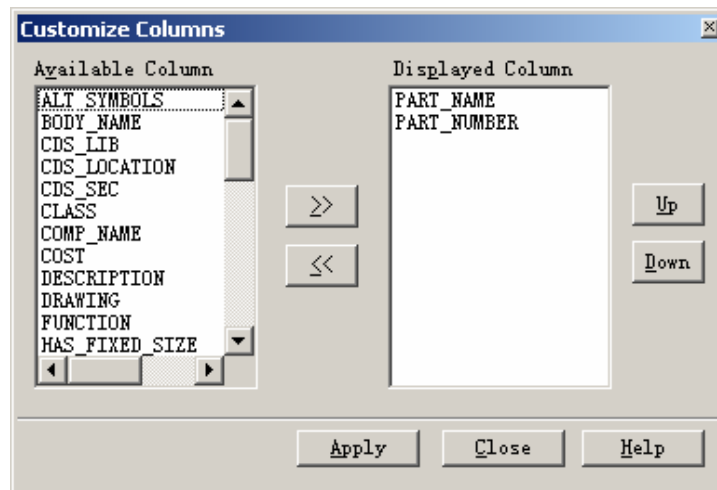 Customize Columns
Available Column
ALT_SYMBOLS
BODY_NAME
CDS_LIB
CDS_LOCATION
CDS_SEC
CLASS
COMP_NAME
COST
DESCRIPTION
DRAWING
FUNCTION
HAS_FIXED_SIZE
>>
<<
Displayed Column
PART_NAME
PART_NUMBER
Up
Down
Apply
Close
Help